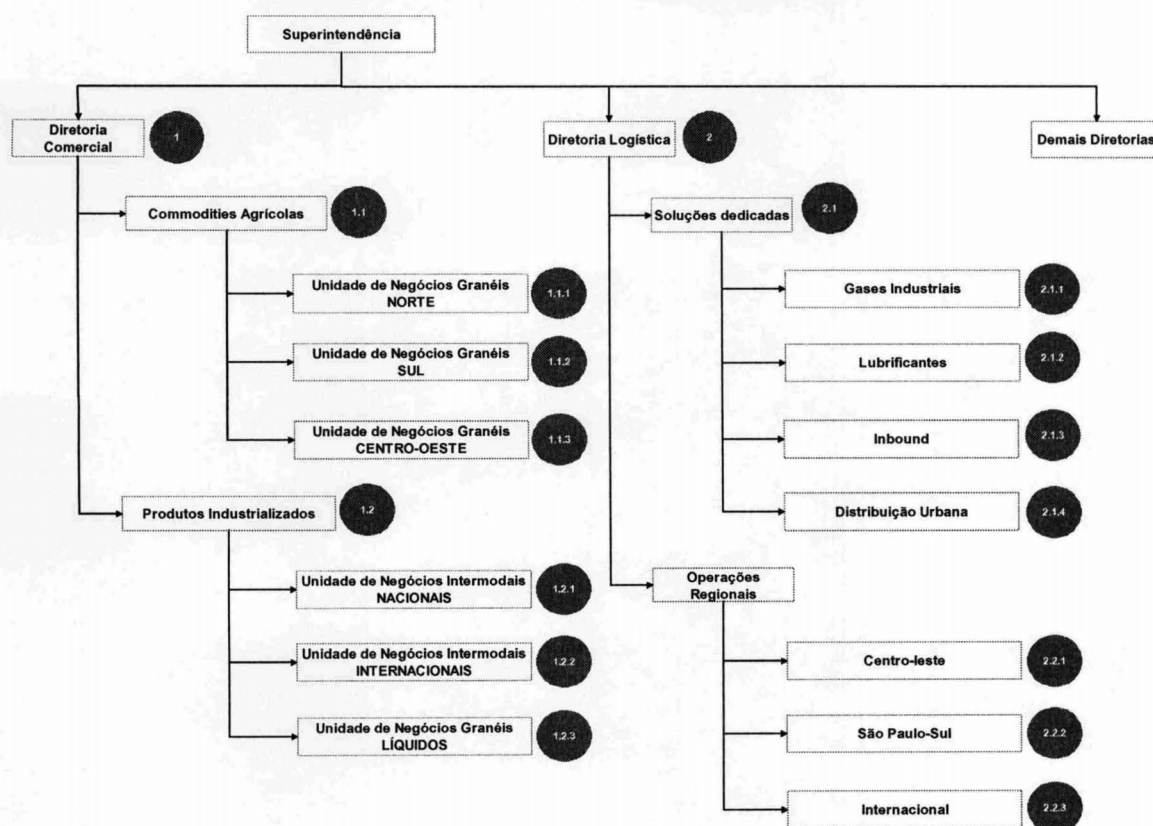 Superintendência
Diretoria
Comercial
1
Diretoria Logística
2
Demais Diretorias
Commodities Agrícolas
1.1
Soluções dedicadas
2.1
Unidade de Negócios Granéis
NORTE
1.1.1
Gases Industriais
2.1.1
Unidade de Negócios Granéis
SUL
1.1.2
Lubrificantes
2.1.2
Unidade de Negócios Granéis
CENTRO-OESTE
1.1.3
Inbound
2.1.3
Produtos Industrializados
1.2
Distribuição Urbana
2.1.4
Unidade de Negócios Intermodais
NACIONAIS
1.2.1
Operações
Regionais
Unidade de Negócios Intermodais
INTERNACIONAIS
1.2.2
Centro-leste
2.2.1
Unidade de Negócios Granéis
LÍQUIDOS
1.2.3
São Paulo-Sul
2.2.2
Internacional
2.2.3